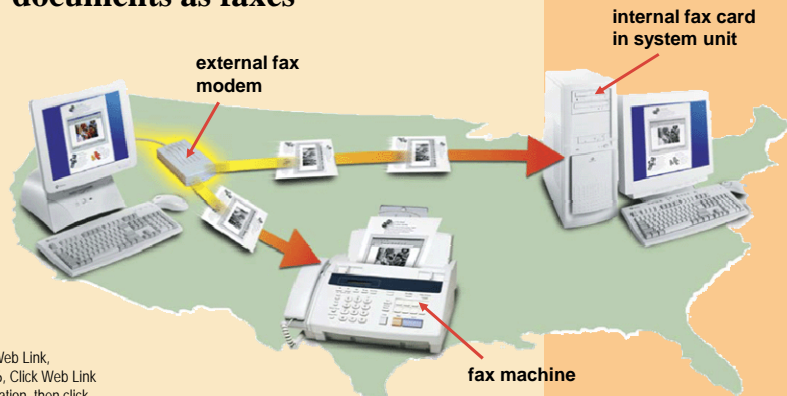 documents as faxes
internal fax card
in system unit
external fax
modem
fax machine
Web Link,
, Click Web Link
ation, then click